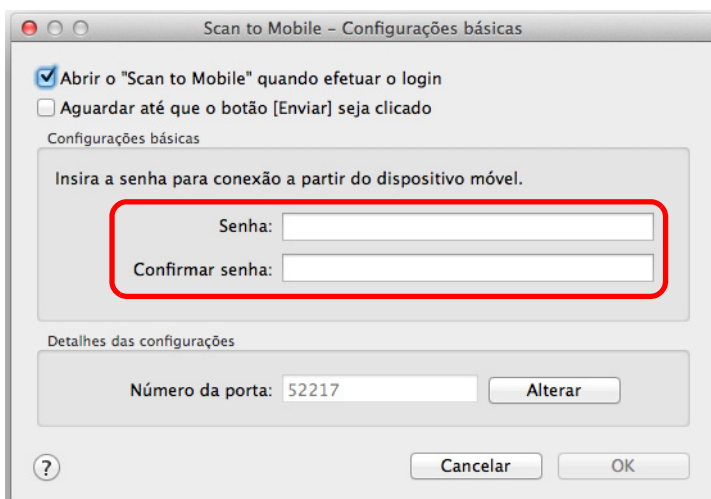 Scan to Mobile – Configurações básicas
Abrir o "Scan to Mobile" quando efetuar o login
Aguardar até que o botão [Enviar] seja clicado
Configurações básicas
Insira a senha para conexão a partir do dispositivo móvel.
Senha:
Confirmar senha:
Detalhes das configurações
Número da porta: 52217 Alterar
? Cancelar OK